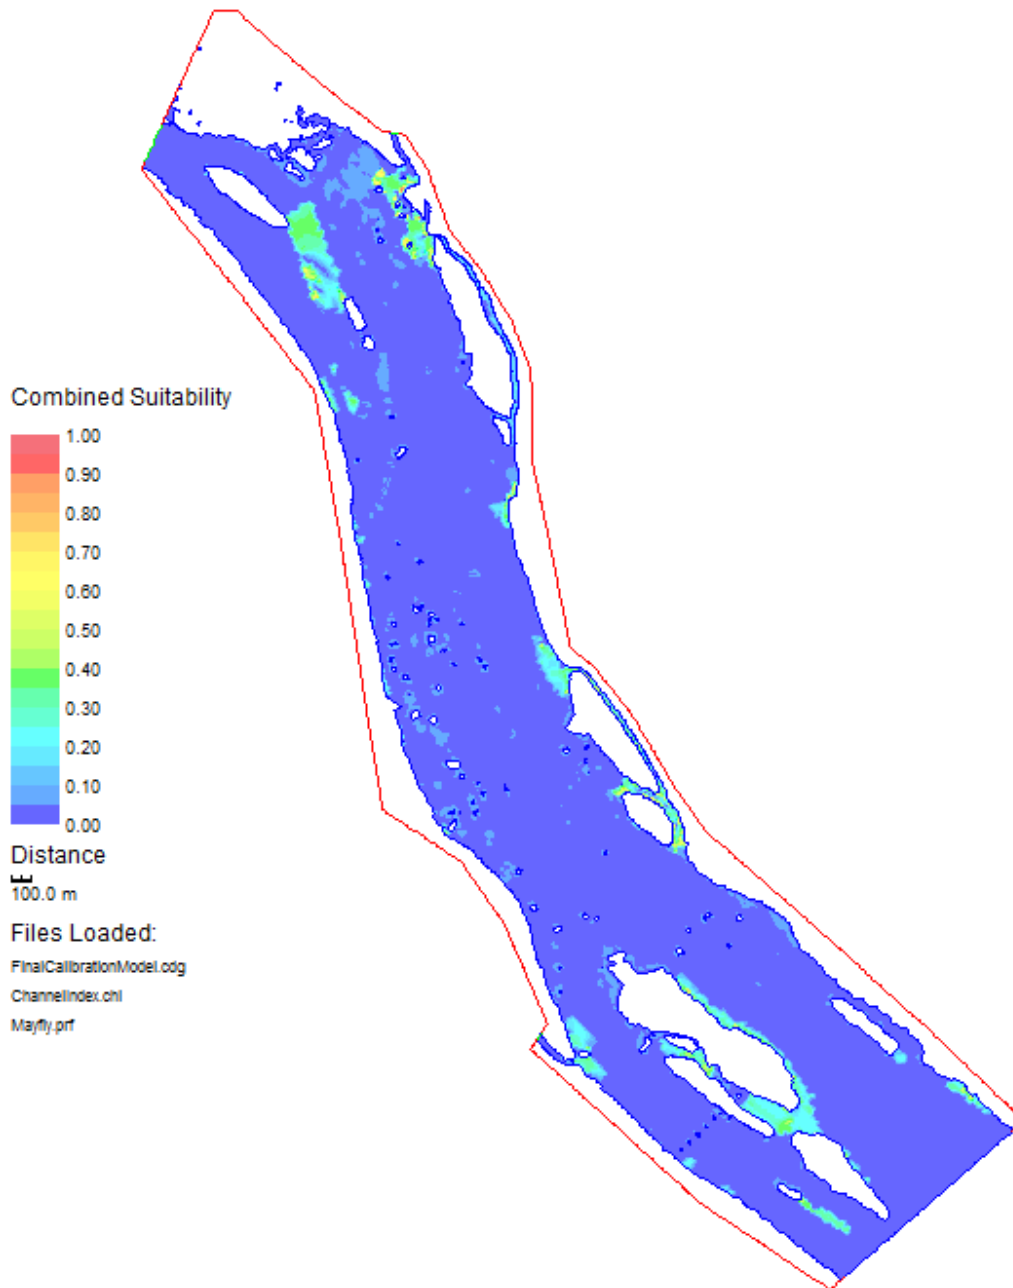 Combined Suitability
1.00
0.90
0.80
0.70
0.60
0.50
0.40
0.30
0.20
0.10
0.00
Distance
100.0 m
Files Loaded:
FinalCalibrationModel.cdg
ChannelIndex.chi
Mayfly.prf